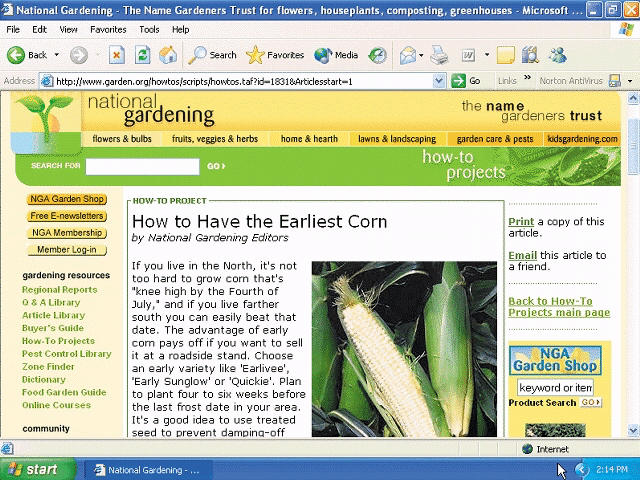 National Gardening - The Name Gardeners Trust for flowers, houseplants, composting, greenhouses - Microsoft ...
File Edit View Favorites Tools Help
Back Search Favorites Media
Address http://www.garden.org/howtos/scripts/howtos.taf?id=1831&Articlesstart=1 Go Links » Norton AntiVirus
national
gardening
the name
gardeners trust
flowers & bulbs fruits, veggies & herbs home & hearth lawns & landscaping garden care & pests kidsgardening.com
SEARCH FOR GO
how-to
projects
NGA Garden Shop
Free E-newsletters
NGA Membership
Member Log-in
gardening resources
Regional Reports
Q & A Library
Article Library
Buyer's Guide
How-To Projects
Pest Control Library
Zone Finder
Dictionary
Food Garden Guide
Online Courses
community
HOW-TO PROJECT
How to Have the Earliest Corn
by National Gardening Editors
If you live in the North, it's not
too hard to grow corn that's
"knee high by the Fourth of
July," and if you live farther
south you can easily beat that
date. The advantage of early
corn pays off if you want to sell
it at a roadside stand. Choose
an early variety like 'Earlivee',
'Early Sunglow' or 'Quickie'. Plan
to plant four to six weeks before
the last frost date in your area.
It's a good idea to use treated
seed to prevent damping-off
Print a copy of this
article.
Email this article to
a friend.
Back to How-To
Projects main page
NGA
Garden Shop
keyword or item
Product Search GO
Internet
start National Gardening - ... 2:14 PM